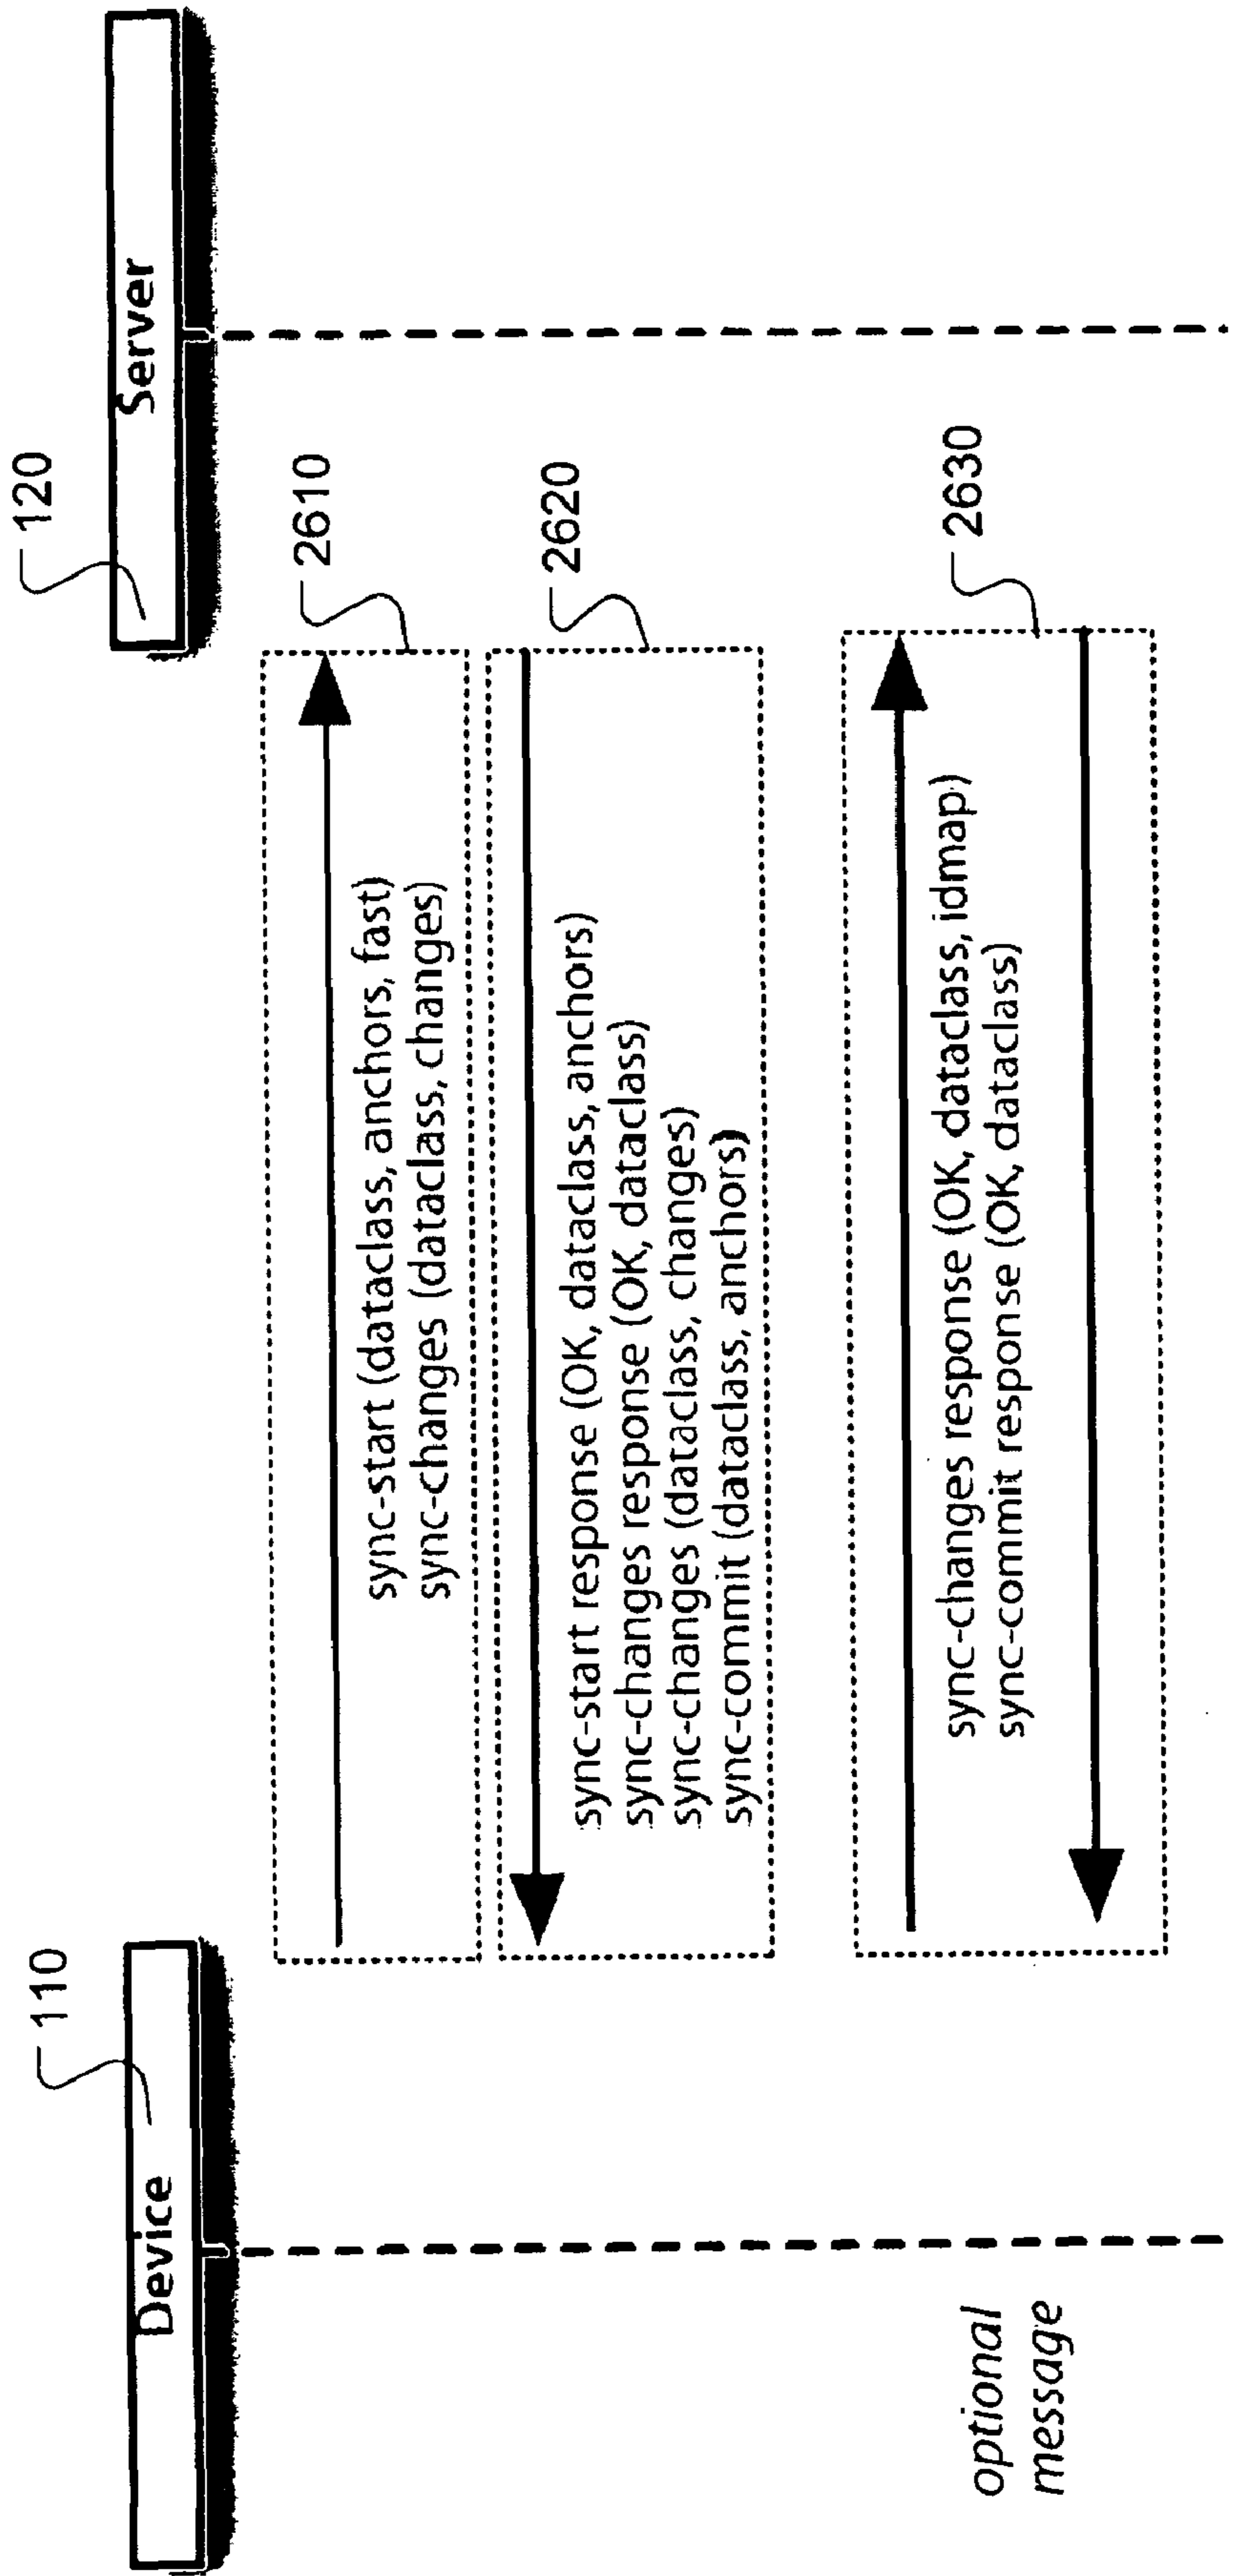 110
Device
120
Server
2610
sync-start (dataclass, anchors, fast)
sync-changes (dataclass, changes)
2620
sync-start response (OK, dataclass, anchors)
sync-changes response (OK, dataclass)
sync-changes (dataclass, changes)
sync-commit (dataclass, anchors)
2630
optional
message
sync-changes response (OK, dataclass, idmap)
sync-commit response (OK, dataclass)